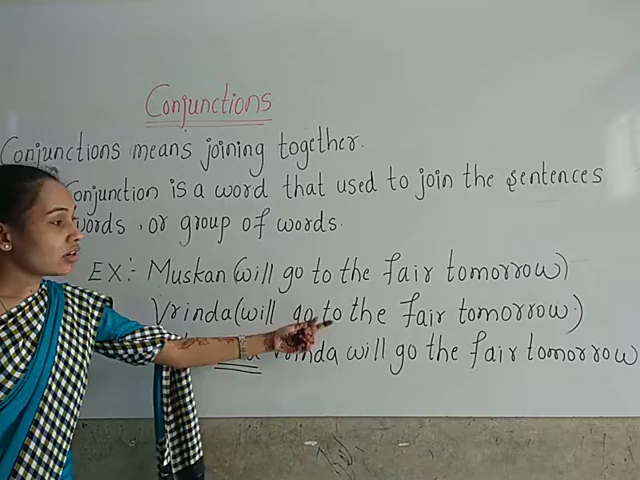 Conjunctions
Conjunctions means joining together.
Conjunction is a word that used to join the sentences
words, or group of words.
EX:- Muskan (will go to the fair tomorrow)
Vrinda (will go to the fair tomorrow.)
Vrinda will go the fair tomorrow